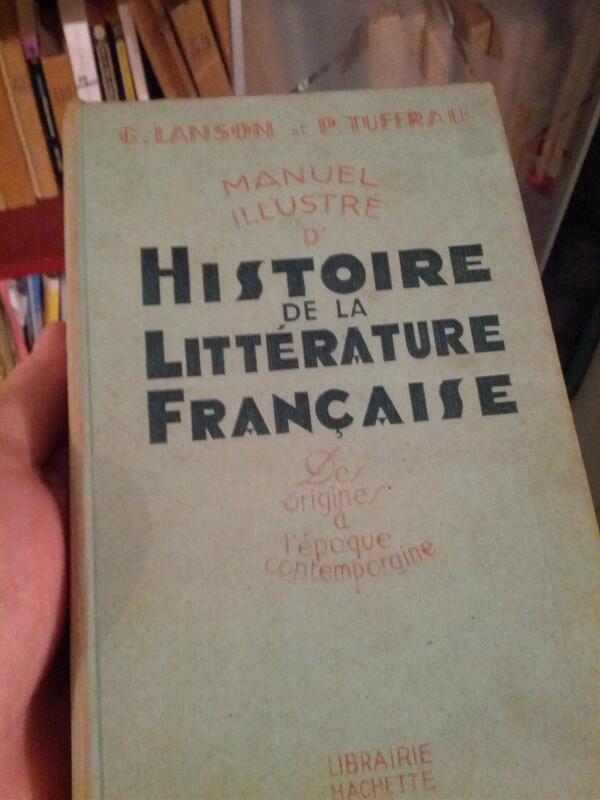 G. LANSON et P. TUFFRAU
MANUEL
ILLUSTRÉ
D'
HISTOIRE
DE LA
LITTÉRATURE
FRANÇAISE
Des
origines
à
l'époque
contemporaine
LIBRAIRIE
HACHETTE